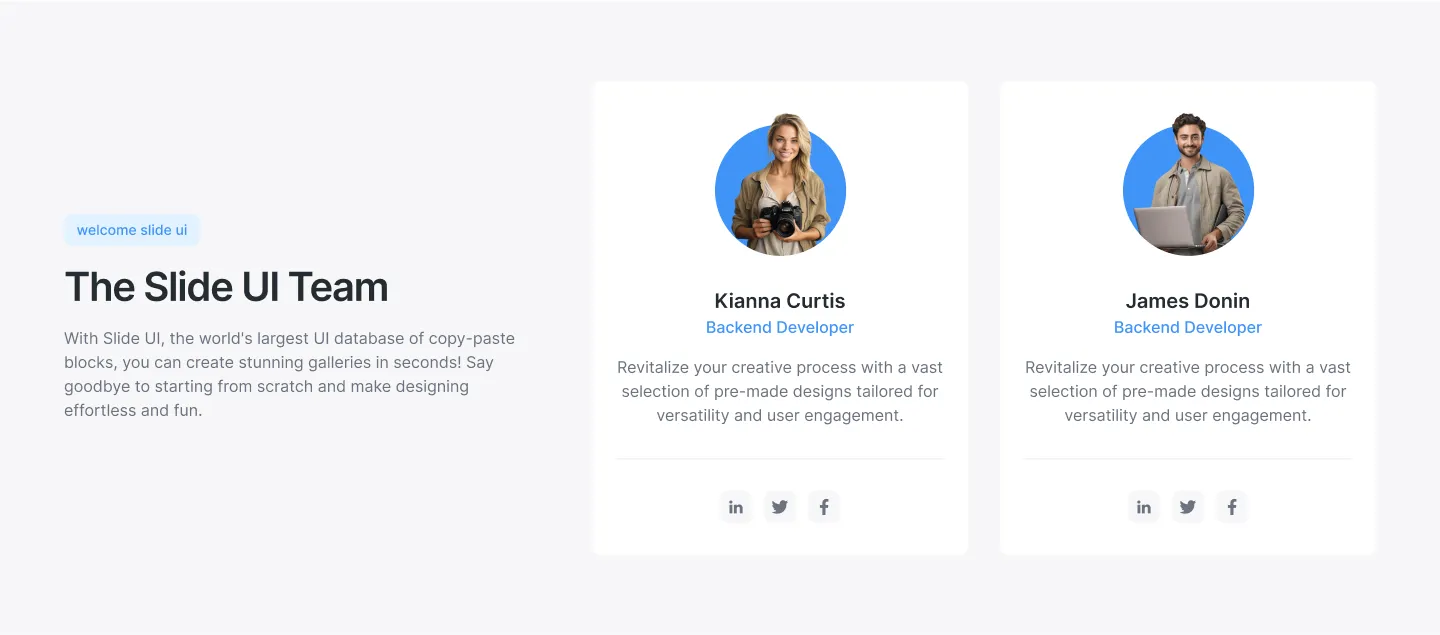 welcome slide ui
The Slide UI Team
With Slide UI, the world's largest UI database of copy-paste
blocks, you can create stunning galleries in seconds! Say
goodbye to starting from scratch and make designing
effortless and fun.
Kianna Curtis
Backend Developer
Revitalize your creative process with a vast
selection of pre-made designs tailored for
versatility and user engagement.
James Donin
Backend Developer
Revitalize your creative process with a vast
selection of pre-made designs tailored for
versatility and user engagement.